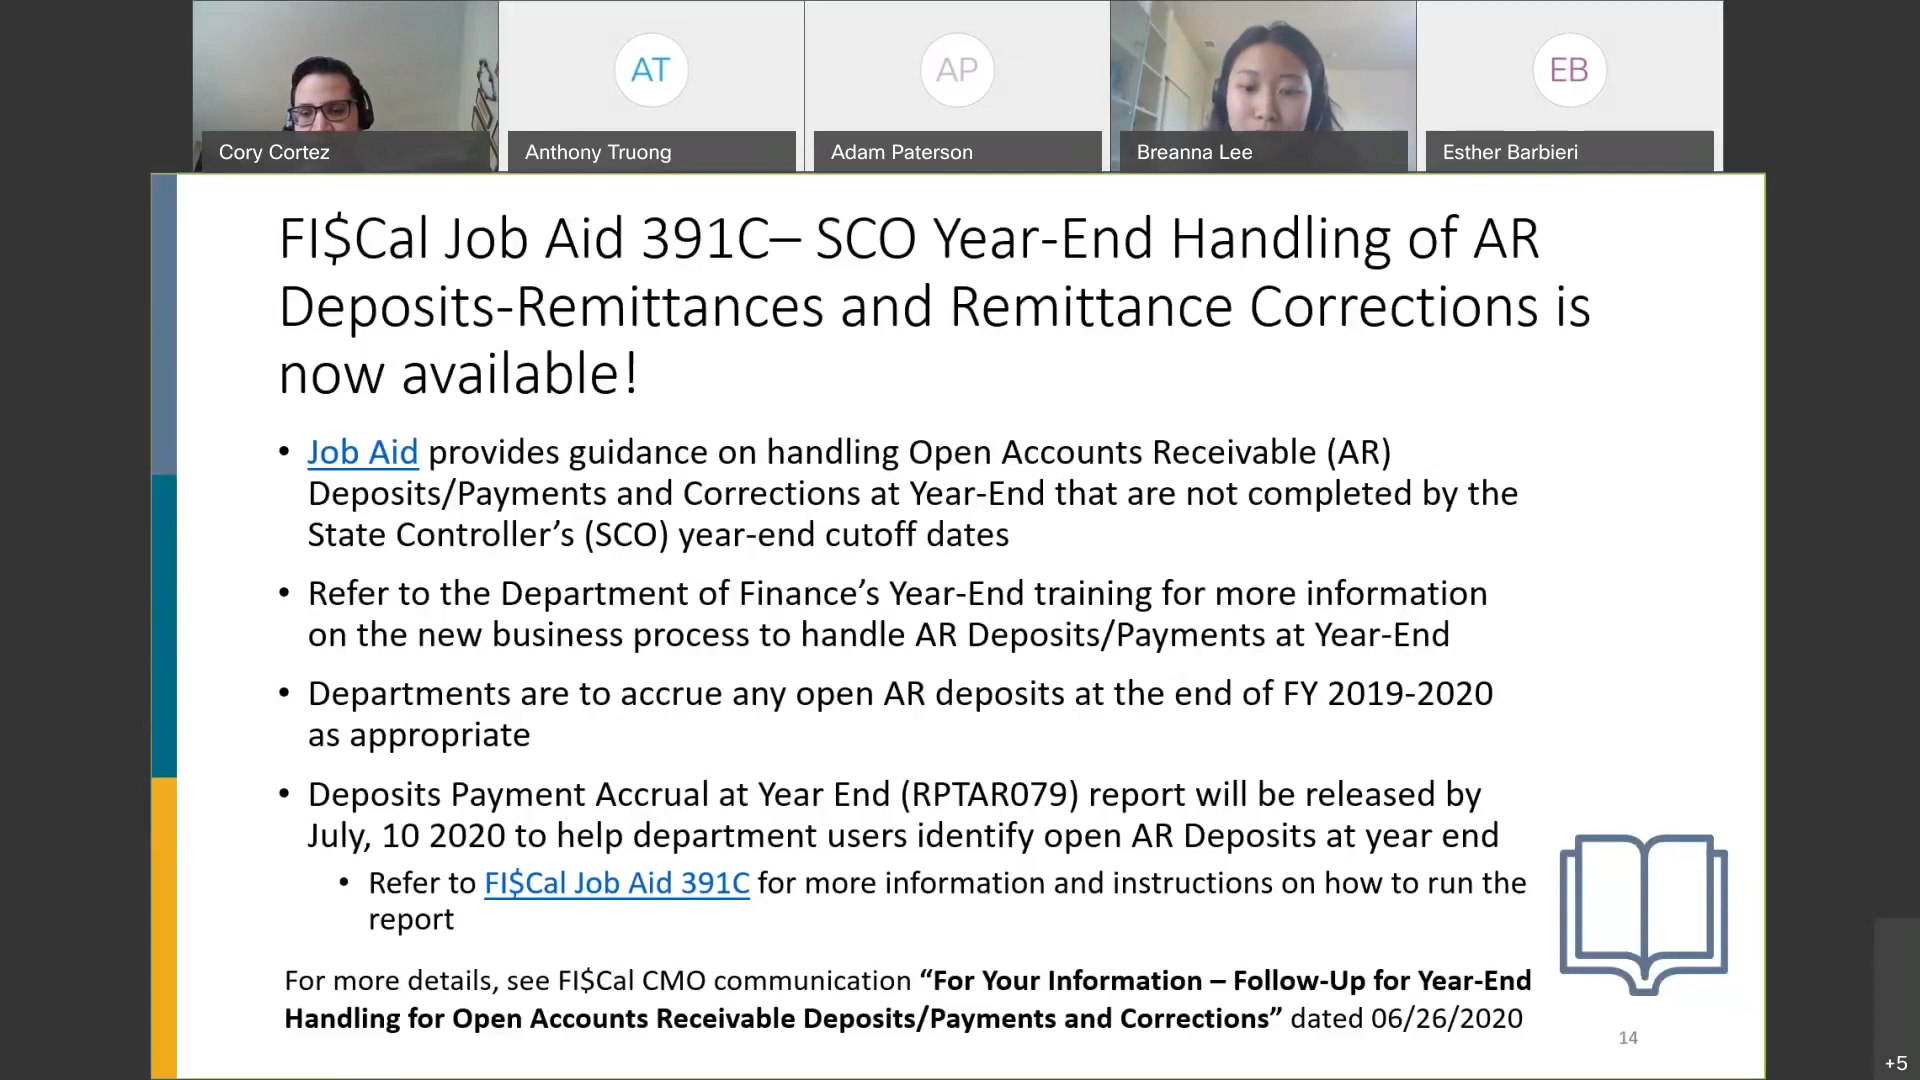 AT
AP
EB
Cory Cortez
Anthony Truong
Adam Paterson
Breanna Lee
Esther Barbieri
FI$Cal Job Aid 391C– SCO Year-End Handling of AR
Deposits-Remittances and Remittance Corrections is
now available!
• Job Aid provides guidance on handling Open Accounts Receivable (AR)
Deposits/Payments and Corrections at Year-End that are not completed by the
State Controller’s (SCO) year-end cutoff dates
• Refer to the Department of Finance’s Year-End training for more information
on the new business process to handle AR Deposits/Payments at Year-End
• Departments are to accrue any open AR deposits at the end of FY 2019-2020
as appropriate
• Deposits Payment Accrual at Year End (RPTAR079) report will be released by
July, 10 2020 to help department users identify open AR Deposits at year end
• Refer to FI$Cal Job Aid 391C for more information and instructions on how to run the
report
For more details, see FI$Cal CMO communication “For Your Information – Follow-Up for Year-End
Handling for Open Accounts Receivable Deposits/Payments and Corrections” dated 06/26/2020
14
+5